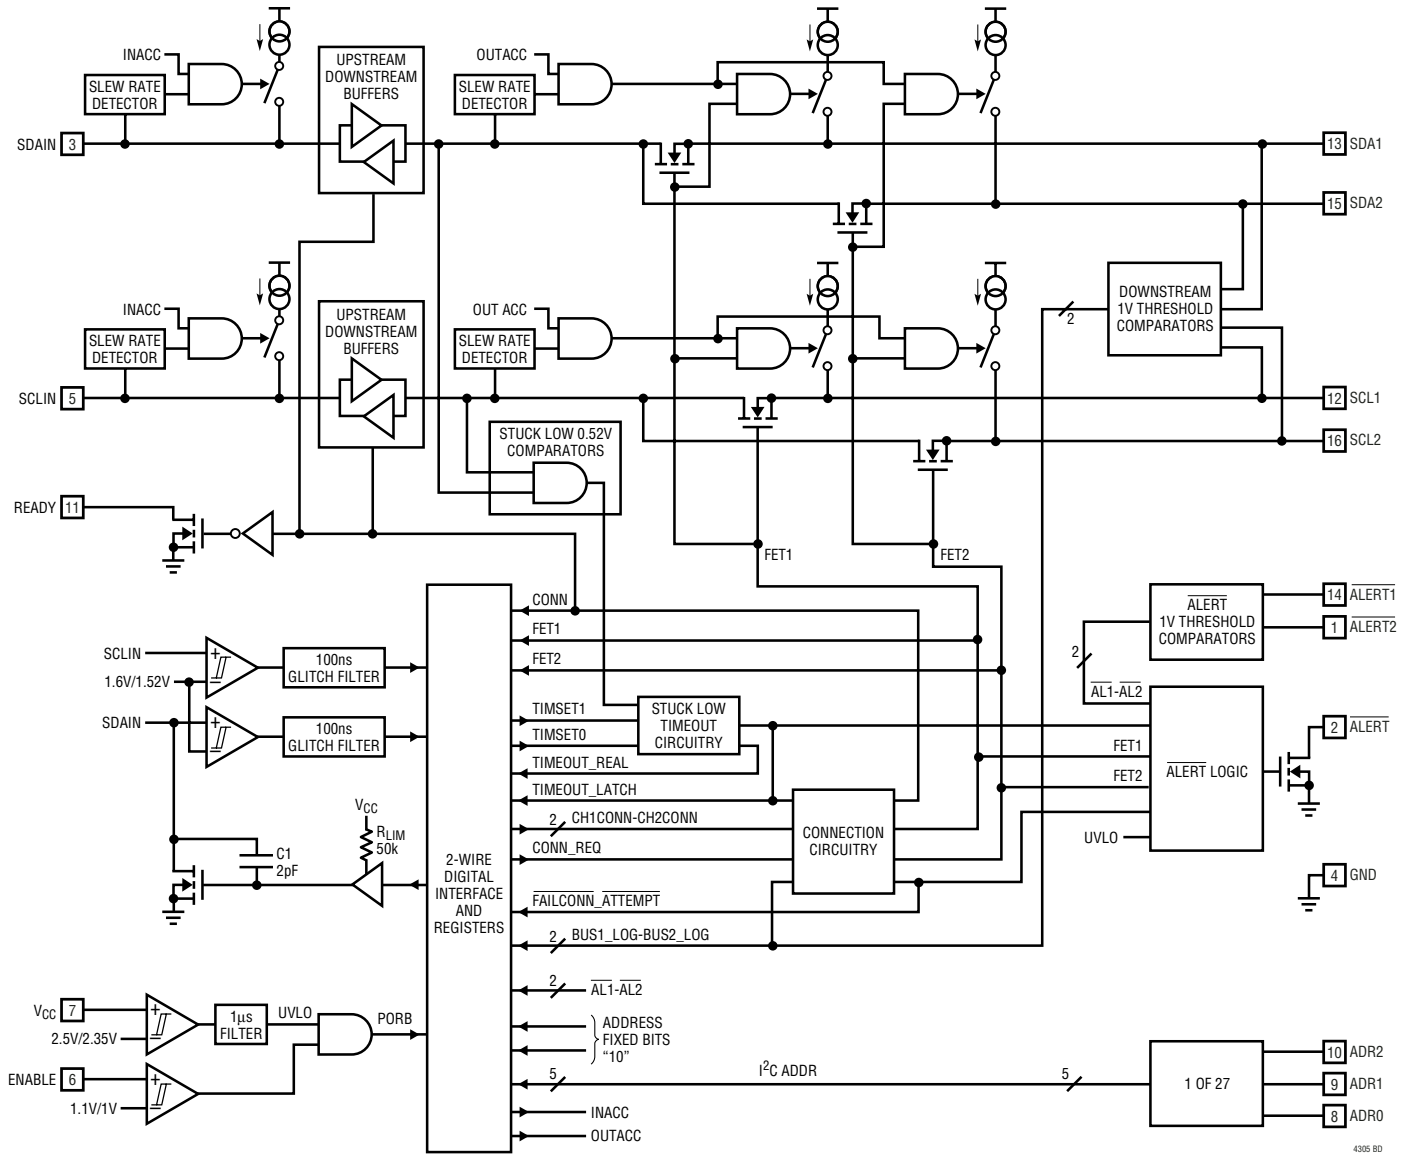 INACC
SLEW RATE
DETECTOR
UPSTREAM
DOWNSTREAM
BUFFERS
OUTACC
SLEW RATE
DETECTOR
SDAIN 3
13 SDA1
15 SDA2
INACC
SLEW RATE
DETECTOR
UPSTREAM
DOWNSTREAM
BUFFERS
OUT ACC
SLEW RATE
DETECTOR
2
DOWNSTREAM
1V THRESHOLD
COMPARATORS
SCLIN 5
12 SCL1
16 SCL2
STUCK LOW 0.52V
COMPARATORS
READY 11
FET1
FET2
CONN
FET1
FET2
SCLIN
1.6V/1.52V
100ns
GLITCH FILTER
SDAIN
100ns
GLITCH FILTER
TIMSET1
TIMSET0
TIMEOUT_REAL
TIMEOUT_LATCH
STUCK LOW
TIMEOUT
CIRCUITRY
2 CH1CONN-CH2CONN
CONN_REQ
CONNECTION
CIRCUITRY
FAILCONN_ATTEMPT
2 BUS1_LOG-BUS2_LOG
ALERT
1V THRESHOLD
COMPARATORS
14 ALERT1
1 ALERT2
2
AL1-AL2
FET1
FET2
UVLO
ALERT LOGIC
2 ALERT
4 GND
VCC
RLIM
50k
C1
2pF
2-WIRE
DIGITAL
INTERFACE
AND
REGISTERS
2 AL1-AL2
ADDRESS
FIXED BITS
“10”
VCC 7
2.5V/2.35V
1µs
FILTER
UVLO
PORB
ENABLE 6
1.1V/1V
5
I2C ADDR
5
1 OF 27
10 ADR2
9 ADR1
8 ADR0
INACC
OUTACC
4305 BD